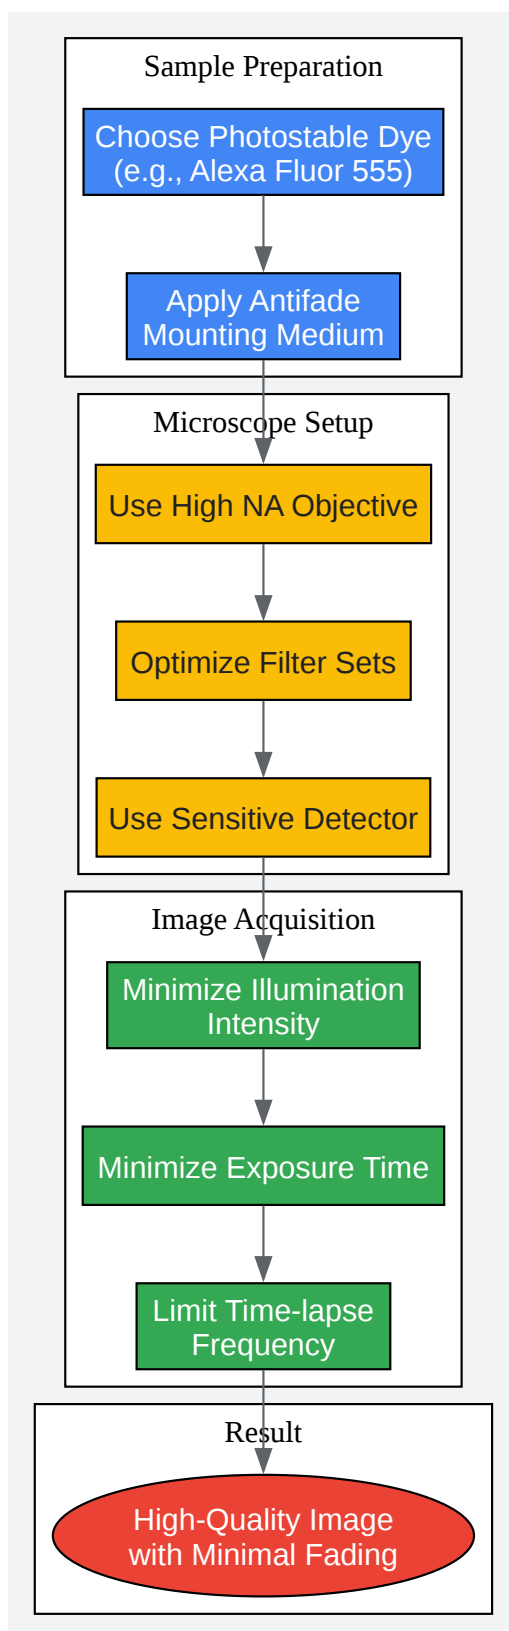 Sample Preparation
Choose Photostable Dye
(e.g., Alexa Fluor 555)
Apply Antifade
Mounting Medium
Microscope Setup
Use High NA Objective
Optimize Filter Sets
Use Sensitive Detector
Image Acquisition
Minimize Illumination
Intensity
Minimize Exposure Time
Limit Time-lapse
Frequency
Result
High-Quality Image
with Minimal Fading